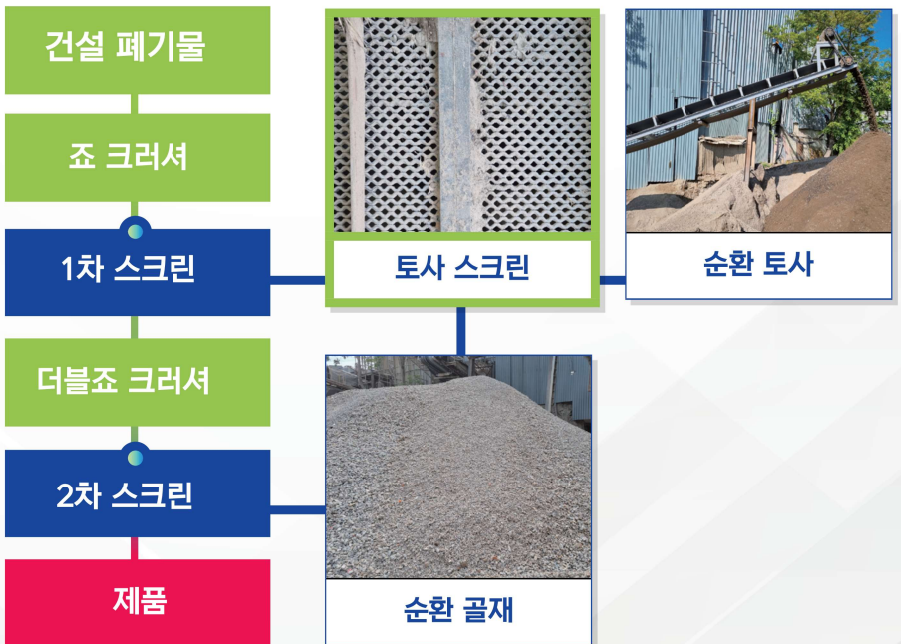 건설 폐기물
죠 크러셔
1차 스크린
토사 스크린
순환 토사
더블죠 크러셔
2차 스크린
순환 골재
제품